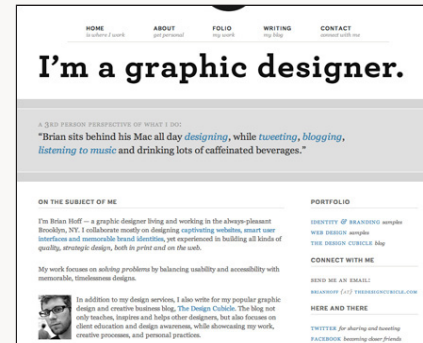 HOME ABOUT FOLIO WRITING CONTACT
is where I work get personal my work my blog connect with me
I'm a graphic designer.
A 3RD PERSON PERSPECTIVE OF WHAT I DO:
"Brian sits behind his Mac all day designing, while tweeting, blogging,
listening to music and drinking lots of caffeinated beverages."
ON THE SUBJECT OF ME
I'm Brian Hoff — a graphic designer living and working in the always-pleasant
Brooklyn, NY. I collaborate mostly on designing captivating websites, smart user
interfaces and memorable brand identities, yet experienced in building all kinds of
quality, strategic design, both in print and on the web.
My work focuses on solving problems by balancing usability and accessibility with
memorable, timelessness designs.
In addition to my design services, I also write for my popular graphic
design and creative business blog, The Design Cubicle. The blog not
only teaches, inspires and helps other designers, but also focuses on
client education and design awareness, while showcasing my work,
creative processes, and personal practices.
PORTFOLIO
IDENTITY & BRANDING samples
WEB DESIGN samples
THE DESIGN CUBICLE blog
CONNECT WITH ME
SEND ME AN EMAIL:
BRIANHOFF [AT] THEDESIGNCUBICLE.COM
HERE AND THERE
TWITTER for sharing and tweeting
FACEBOOK becoming closer friends